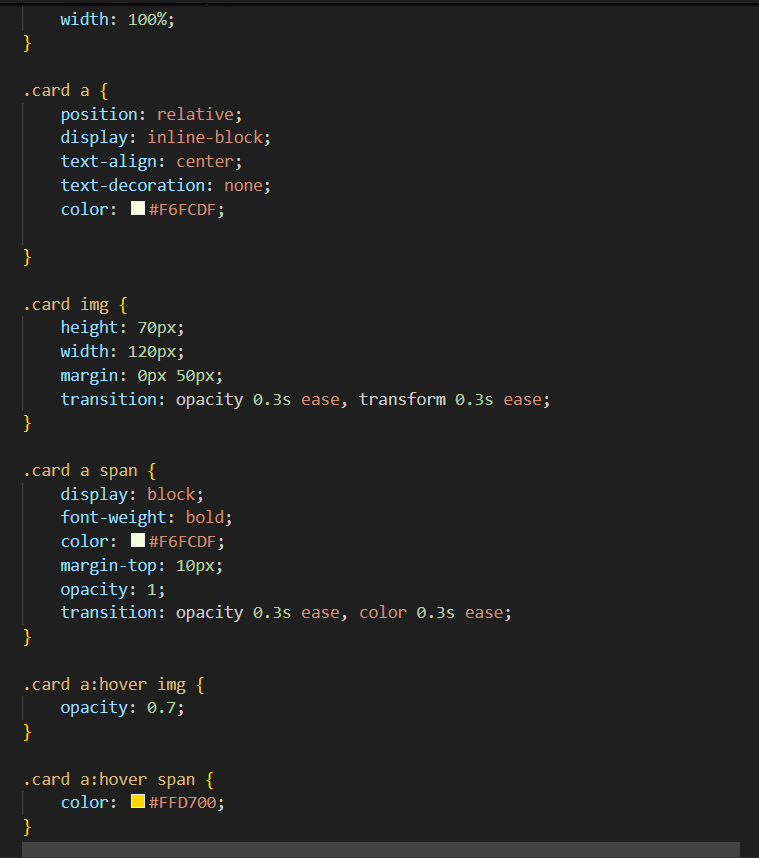 width: 100%;
}
.card a {
position: relative;
display: inline-block;
text-align: center;
text-decoration: none;
color: #F6FCDF;
}
.card img {
height: 70px;
width: 120px;
margin: 0px 50px;
transition: opacity 0.3s ease, transform 0.3s ease;
}
.card a span {
display: block;
font-weight: bold;
color: #F6FCDF;
margin-top: 10px;
opacity: 1;
transition: opacity 0.3s ease, color 0.3s ease;
}
.card a:hover img {
opacity: 0.7;
}
.card a:hover span {
color: #FFD700;
}